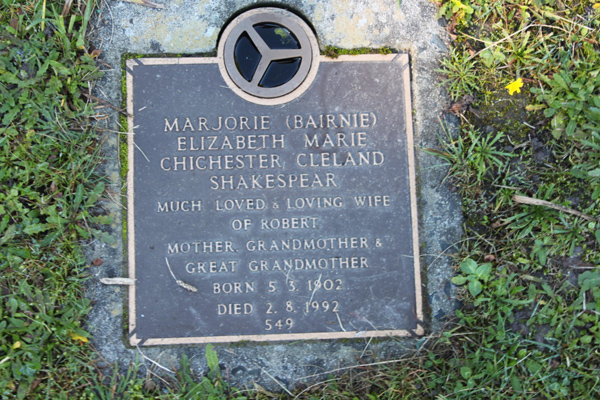 MARJORIE (BAIRNIE)
ELIZABETH MARIE
CHICHESTER CLELAND
SHAKESPEAR
MUCH LOVED & LOVING WIFE
OF ROBERT
MOTHER, GRANDMOTHER &
GREAT GRANDMOTHER
BORN 5. 3. 1902.
DIED 2. 8. 1992
549